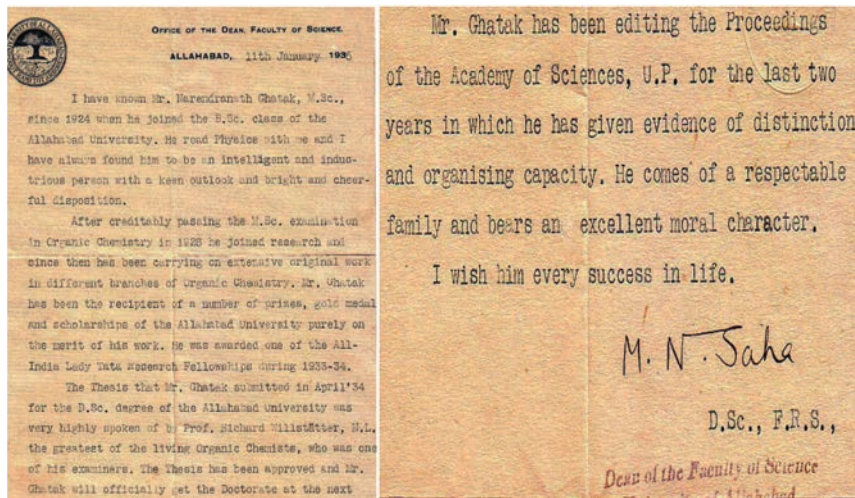 OFFICE OF THE DEAN, FACULTY OF SCIENCE.
ALLAHABAD, 11th January 1935
I have known Mr. Narendranath Ghatak, M.Sc.,
since 1924 when he joined the B.Sc. class of the
Allahabad University. He read Physics with me and I
have always found him to be an intelligent and indus-
trious person with a keen outlook and bright and cheer-
ful disposition.
After creditably passing the M.Sc. examination
in Organic Chemistry in 1928 he joined research and
since then has been carrying on extensive original work
in different branches of Organic Chemistry. Mr. Ghatak
has been the recipient of a number of prizes, gold medal
and scholarships of the Allahabad University purely on
the merit of his work. He was awarded one of the All-
India Lady Tata Research Fellowships during 1933-34.
The Thesis that Mr. Ghatak submitted in April'34
for the D.Sc. degree of the Allahabad University was
very highly spoken of by Prof. Richard Willstätter, N.L.
the greatest of the living Organic Chemists, who was one
of his examiners. The Thesis has been approved and Mr.
Ghatak will officially get the Doctorate at the next
Mr. Ghatak has been editing the Proceedings
of the Academy of Sciences, U.P. for the last two
years in which he has given evidence of distinction
and organising capacity. He comes of a respectable
family and bears an excellent moral character.
I wish him every success in life.
M. N. Saha
D.Sc., F.R.S.,
Dean of the Faculty of Science
of Allahabad